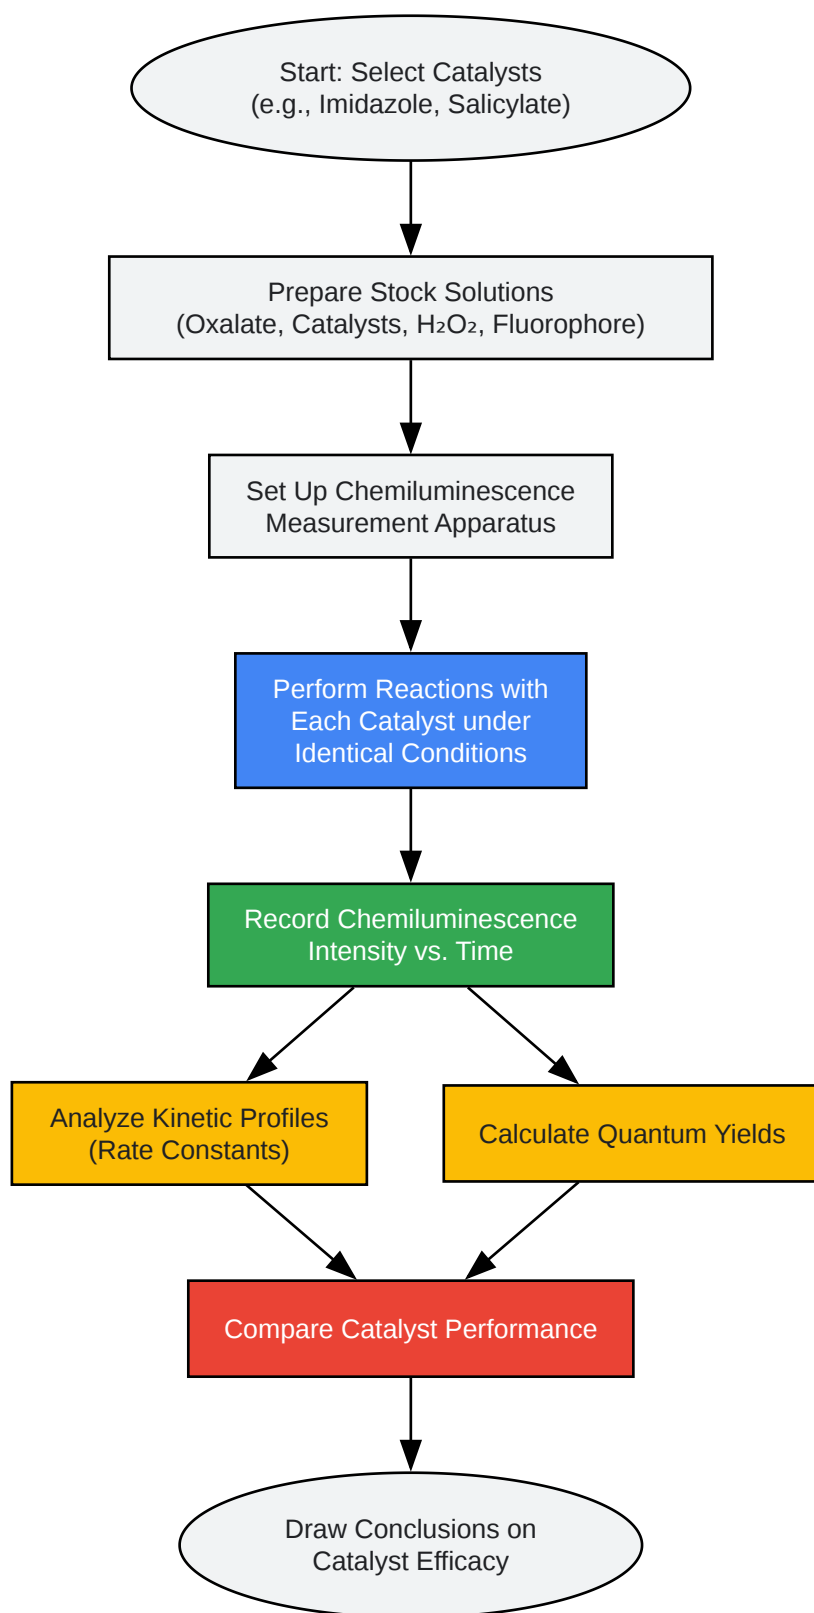 Start: Select Catalysts
(e.g., Imidazole, Salicylate)
Prepare Stock Solutions
(Oxalate, Catalysts, H₂O₂, Fluorophore)
Set Up Chemiluminescence
Measurement Apparatus
Perform Reactions with
Each Catalyst under
Identical Conditions
Record Chemiluminescence
Intensity vs. Time
Analyze Kinetic Profiles
(Rate Constants)
Calculate Quantum Yields
Compare Catalyst Performance
Draw Conclusions on
Catalyst Efficacy